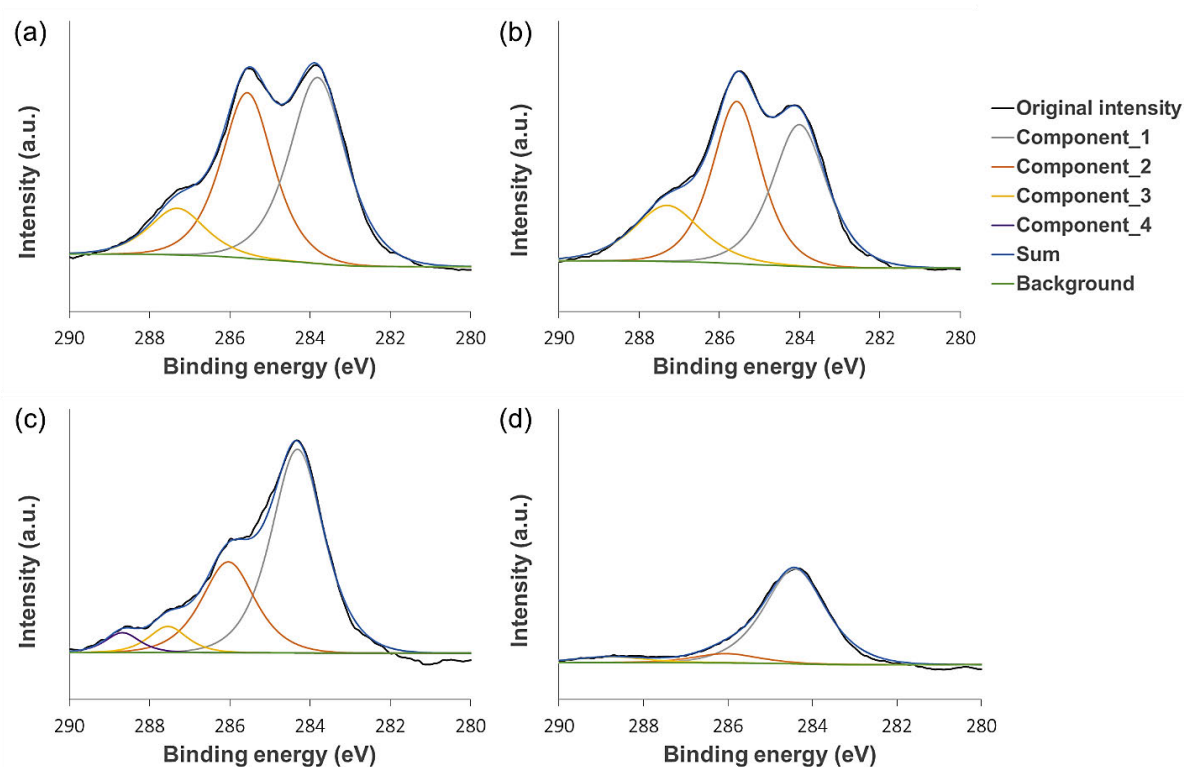 (a)
Intensity (a.u.)
290 288 286 284 282 280
Binding energy (eV)
(b)
Intensity (a.u.)
290 288 286 284 282 280
Binding energy (eV)
Original intensity
Component_1
Component_2
Component_3
Component_4
Sum
Background
(c)
Intensity (a.u.)
290 288 286 284 282 280
Binding energy (eV)
(d)
Intensity (a.u.)
290 288 286 284 282 280
Binding energy (eV)